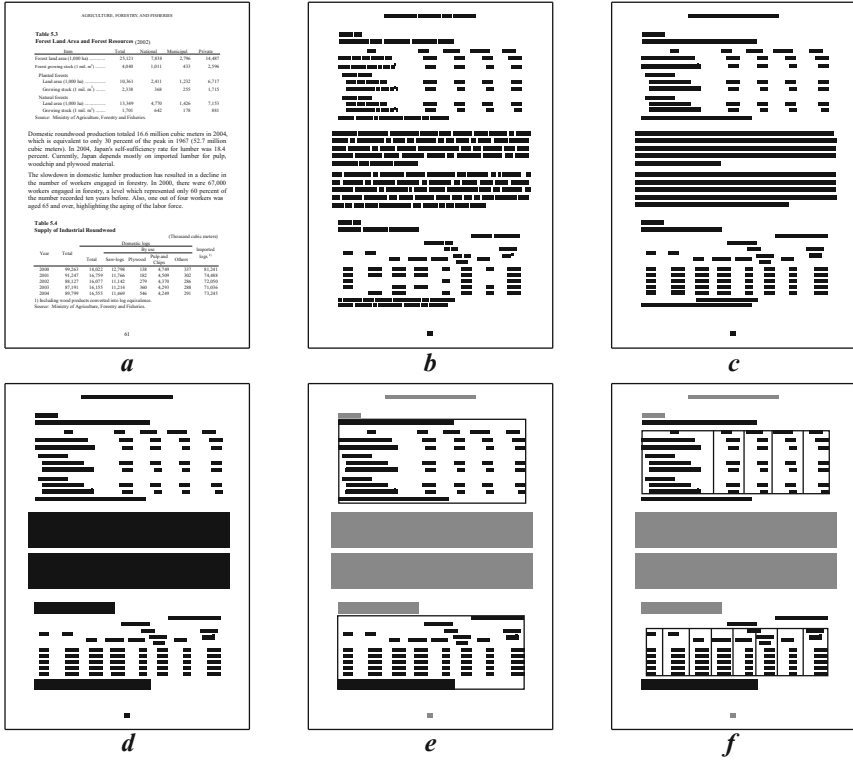 AGRICULTURE, FORESTRY, AND FISHERIES
Table 5.3
Forest Land Area and Forest Resources (2002)
Item Total National Municipal Private
Forest land area (1,000 ha) 25,121 7,838 2,796 14,487
Forest growing stock (1 mil. m³) 4,040 1,011 433 2,596
Planted forests
Land area (1,000 ha) 10,361 2,411 1,232 6,717
Growing stock (1 mil. m³) 2,338 368 255 1,715
Natural forests
Land area (1,000 ha) 13,349 4,770 1,426 7,153
Growing stock (1 mil. m³) 1,701 642 178 881
Source: Ministry of Agriculture, Forestry and Fisheries.
Domestic roundwood production totaled 16.6 million cubic meters in 2004,
which is equivalent to only 30 percent of the peak in 1967 (52.7 million
cubic meters). In 2004, Japan's self-sufficiency rate for lumber was 18.4
percent. Currently, Japan depends mostly on imported lumber for pulp,
woodchip and plywood material.
The slowdown in domestic lumber production has resulted in a decline in
the number of workers engaged in forestry. In 2000, there were 67,000
workers engaged in forestry, a level which represented only 60 percent of
the number recorded ten years before. Also, one out of four workers was
aged 65 and over, highlighting the aging of the labor force.
Table 5.4
Supply of Industrial Roundwood
(Thousand cubic meters)
Domestic logs
By use
Year Total Total Saw-logs Plywood Pulp and Chips Others Imported logs ¹⁾
2000 99,263 18,022 12,798 138 4,749 337 81,241
2001 91,247 16,759 11,766 182 4,509 302 74,488
2002 88,127 16,077 11,142 279 4,370 286 72,050
2003 87,191 16,155 11,214 360 4,293 288 71,036
2004 89,799 16,555 11,469 546 4,249 291 73,245
1) Including wood products converted into log equivalence.
Source: Ministry of Agriculture, Forestry and Fisheries.
61
a b c
d e f